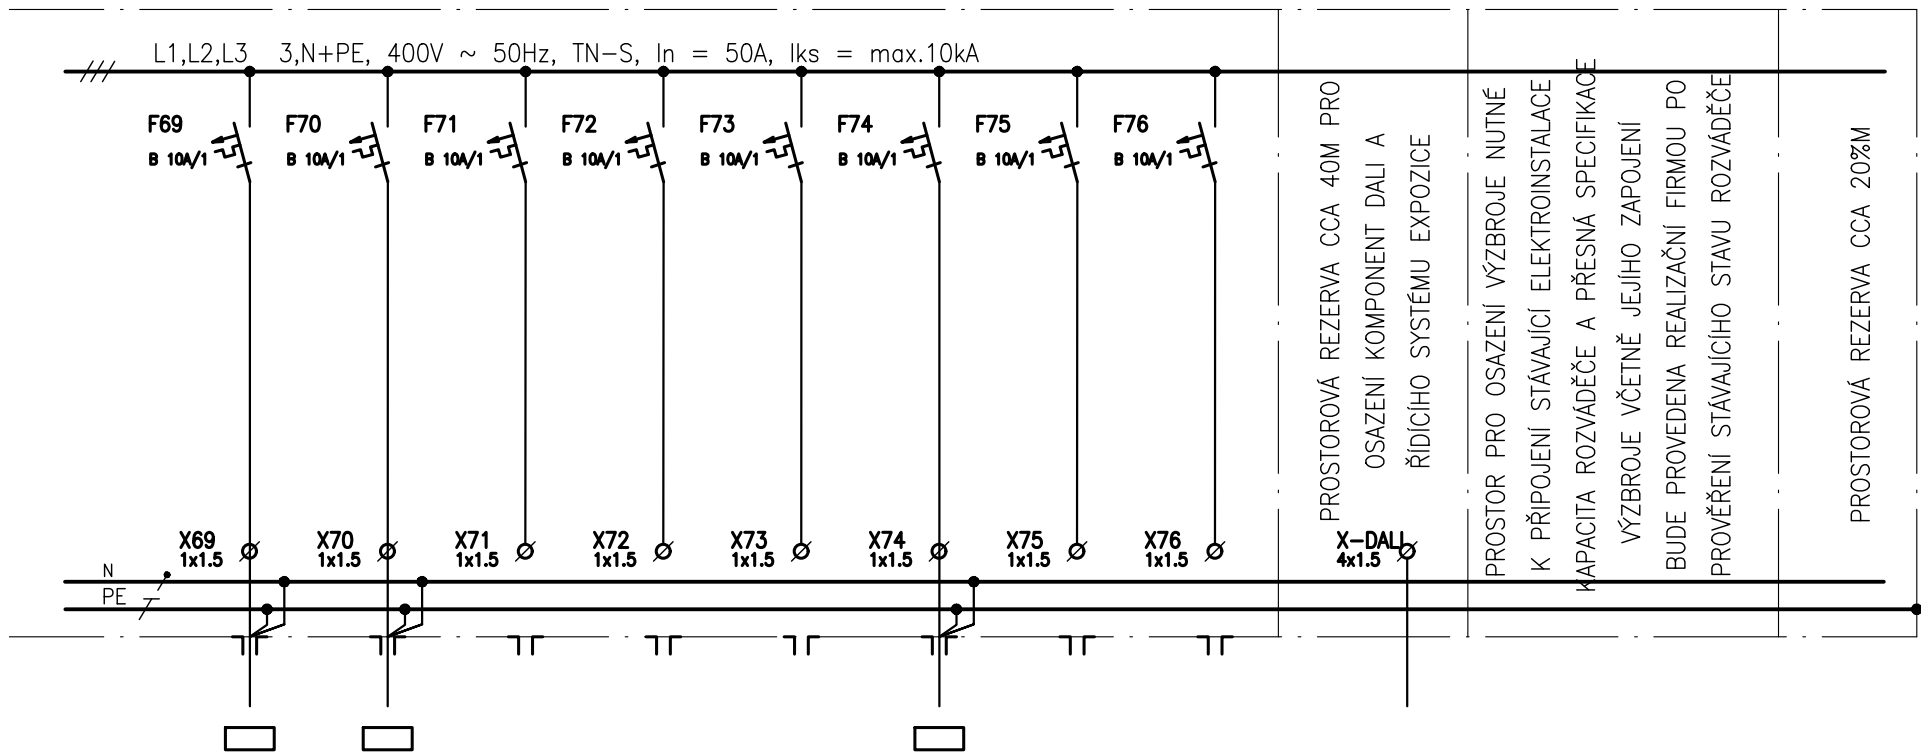 L1,L2,L3 3,N+PE, 400V ~ 50Hz, TN-S, In = 50A, Iks = max.10kA
F69
B 10A/1
F70
B 10A/1
F71
B 10A/1
F72
B 10A/1
F73
B 10A/1
F74
B 10A/1
F75
B 10A/1
F76
B 10A/1
X69
1x1.5
X70
1x1.5
X71
1x1.5
X72
1x1.5
X73
1x1.5
X74
1x1.5
X75
1x1.5
X76
1x1.5
X-DALI
4x1.5
N
PE
PROSTOROVÁ REZERVA CCA 40M PRO
OSAZENÍ KOMPONENT DALI A
ŘÍDÍCÍHO SYSTÉMU EXPOZICE
PROSTOR PRO OSAZENÍ VÝZBROJE NUTNÉ
K PŘIPOJENÍ STÁVAJÍCÍ ELEKTROINSTALACE
KAPACITA ROZVÁDĚČE A PŘESNÁ SPECIFIKACE
VÝZBROJE VČETNĚ JEJÍHO ZAPOJENÍ
BUDE PROVEDENA REALIZAČNÍ FIRMOU PO
PROVĚŘENÍ STÁVAJÍCÍHO STAVU ROZVÁDĚČE
PROSTOROVÁ REZERVA CCA 20%M